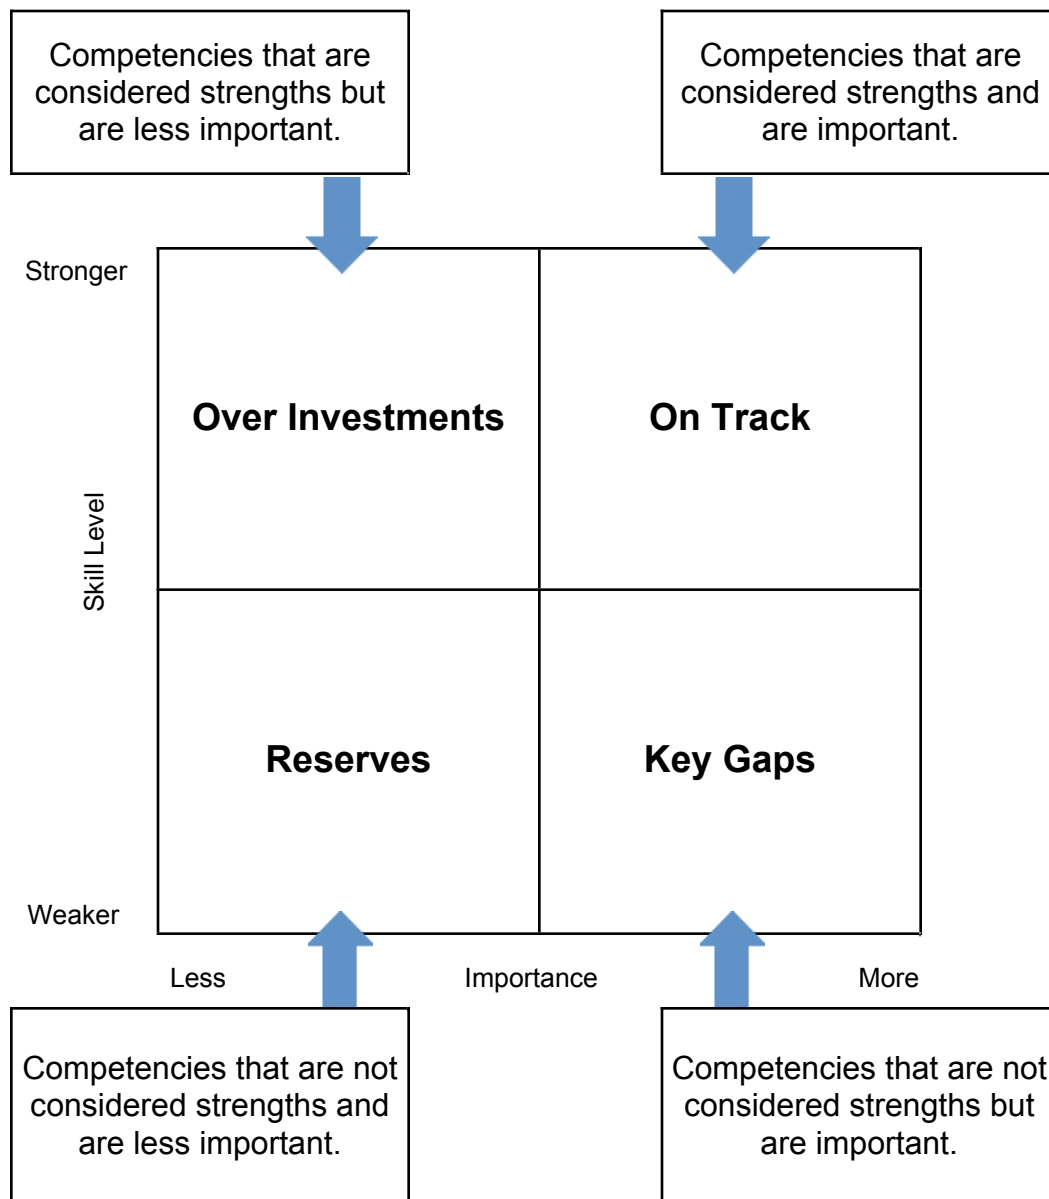 Competencies that are
considered strengths but
are less important.
Competencies that are
considered strengths and
are important.
Stronger
Over Investments
On Track
Skill Level
Reserves
Key Gaps
Weaker
Less
Importance
More
Competencies that are not
considered strengths and
are less important.
Competencies that are not
considered strengths but
are important.